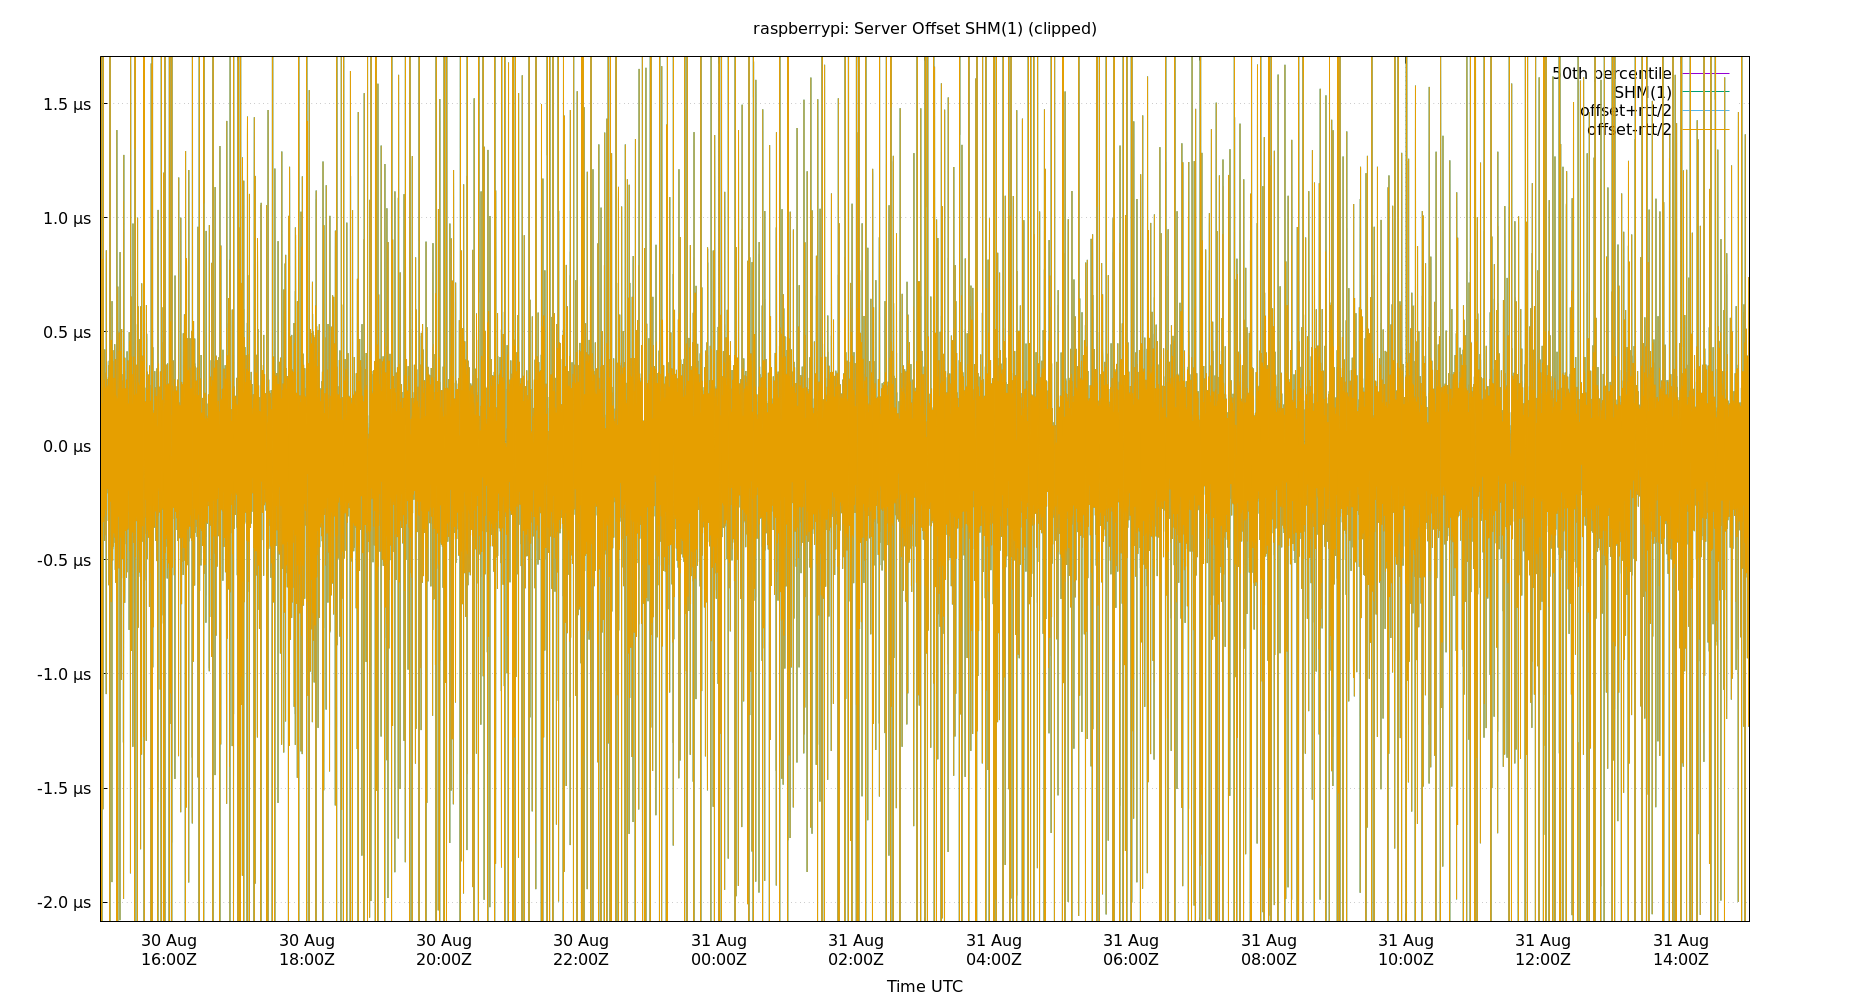 raspberrypi: Server Offset SHM(1) (clipped)
50th percentile
SHM(1)
offset+rtt/2
offset-rtt/2
1.5 µs
1.0 µs
0.5 µs
0.0 µs
-0.5 µs
-1.0 µs
-1.5 µs
-2.0 µs
30 Aug 30 Aug 30 Aug 30 Aug 31 Aug 31 Aug 31 Aug 31 Aug 31 Aug 31 Aug 31 Aug 31 Aug
16:00Z 18:00Z 20:00Z 22:00Z 00:00Z 02:00Z 04:00Z 06:00Z 08:00Z 10:00Z 12:00Z 14:00Z
Time UTC